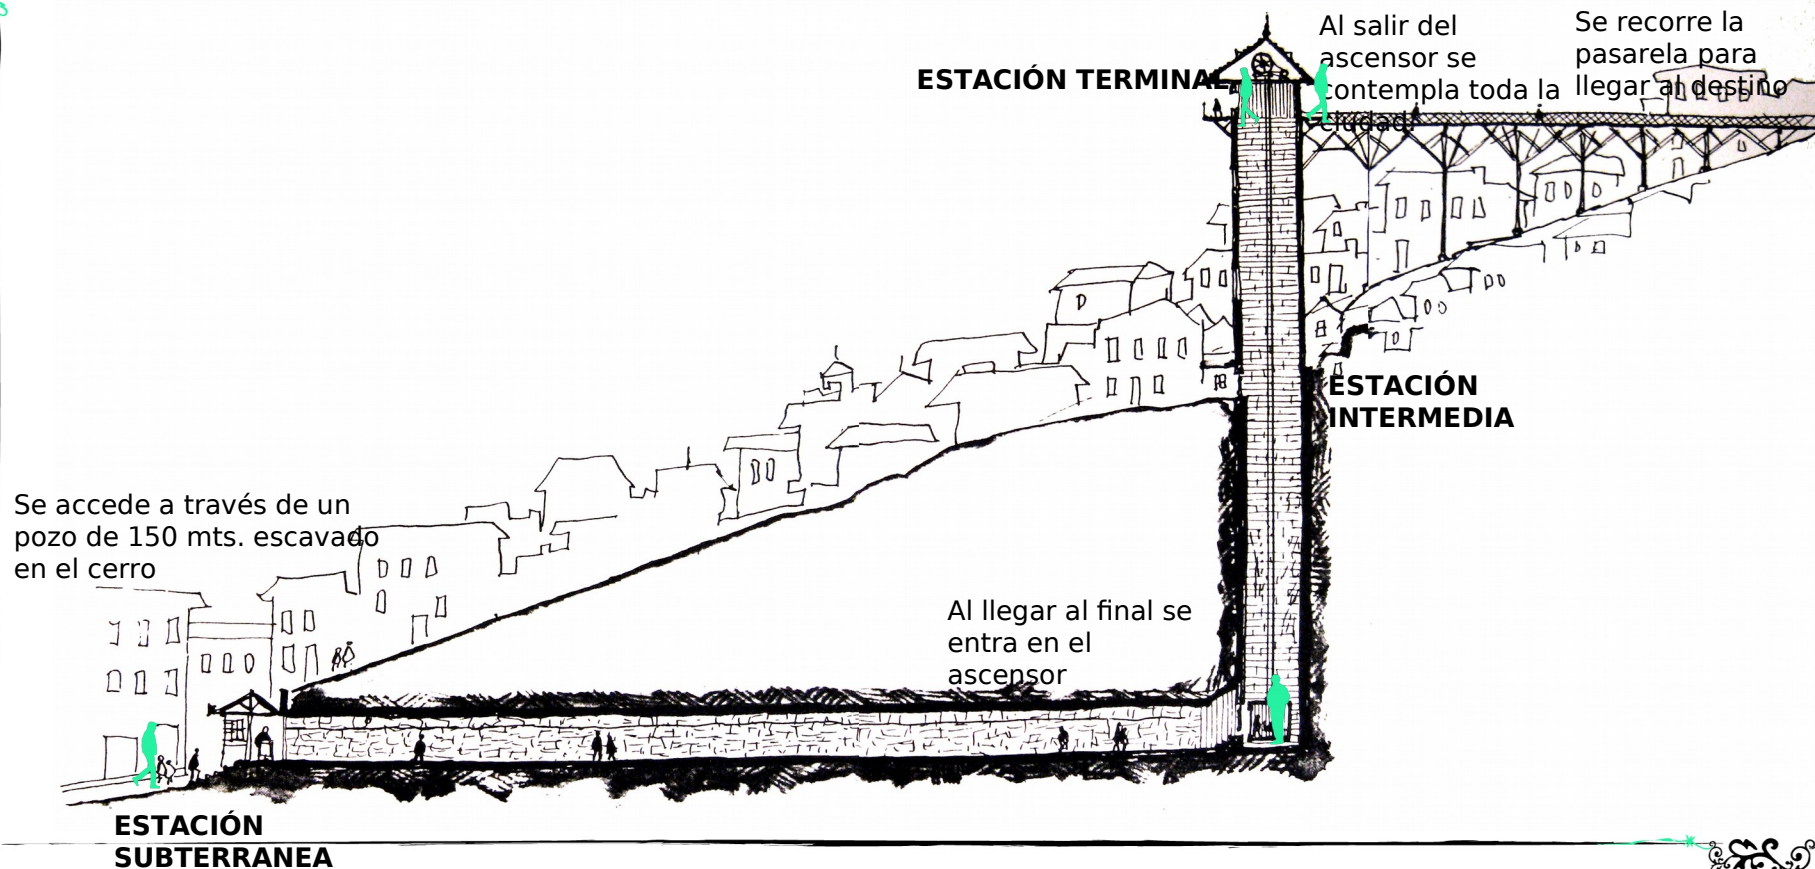 ESTACIÓN TERMINAL
Al salir del
ascensor se
contempla toda la
ciudad!
Se recorre la
pasarela para
llegar al destino
ESTACIÓN
INTERMEDIA
Se accede a través de un
pozo de 150 mts. escavado
en el cerro
Al llegar al final se
entra en el
ascensor
ESTACIÓN
SUBTERRANEA